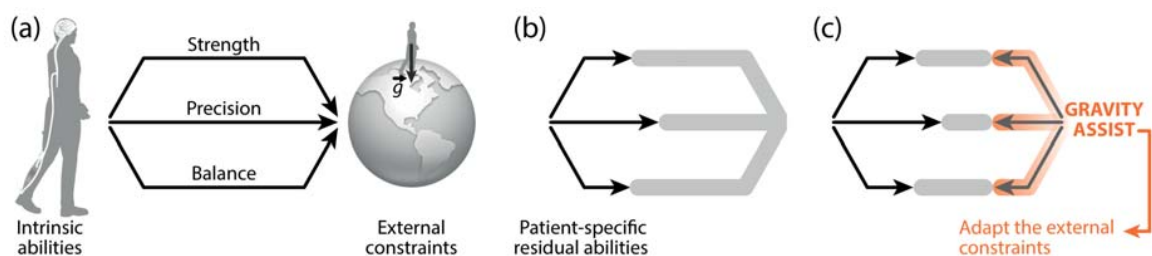 (a)
Strength
Precision
Balance
g
Intrinsic
abilities
External
constraints
(b)
Patient-specific
residual abilities
(c)
GRAVITY
ASSIST
Adapt the external
constraints